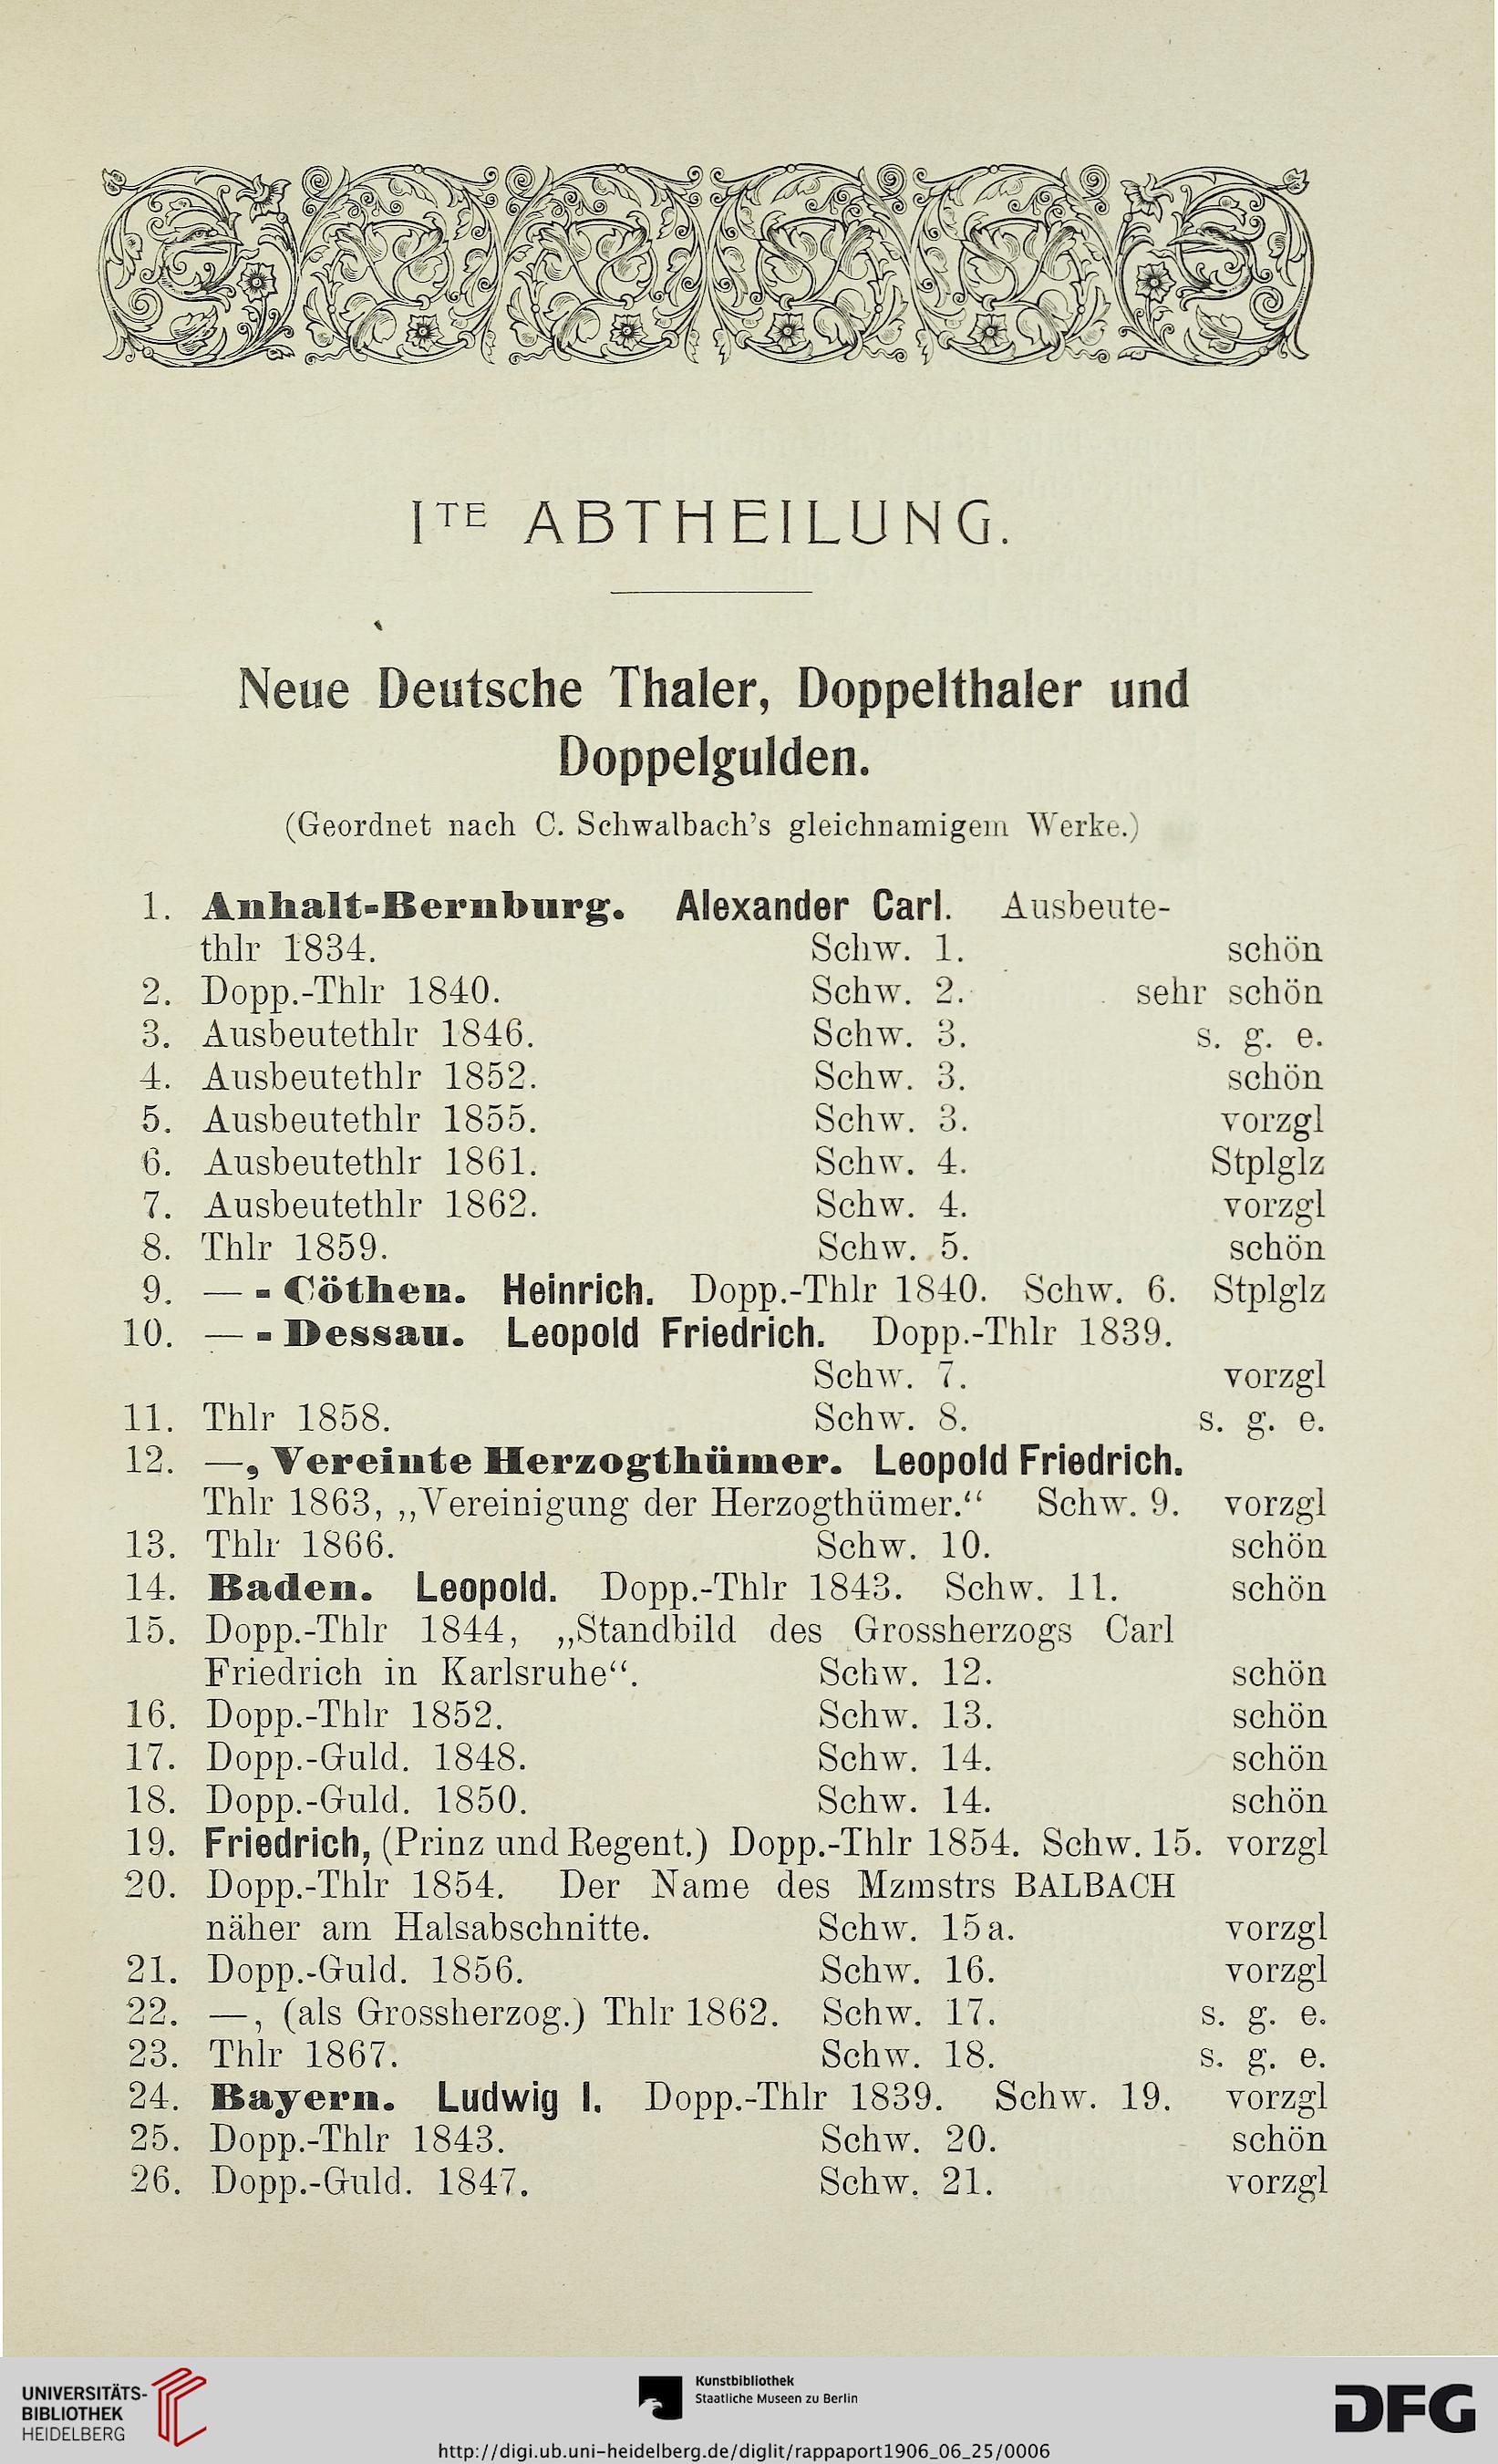 ITE ABTHEILUNG.
Neue Deutsche Thaler, Doppelthaler und
Doppelgulden.
(Geordnet nach C. Schwalbach's gleichnamigem Werke.)
1. Anhalt-Bernburg. Alexander Carl. Ausbeute-
thlr 1834. Schw. 1. schön
2. Dopp.-Thlr 1840. Schw. 2. sehr schön
3. Ausbeutethlr 1846. Schw. 3. s. g. e.
4. Ausbeutethlr 1852. Schw. 3. schön
5. Ausbeutethlr 1855. Schw. 3. vorzgl
6. Ausbeutethlr 1861. Schw. 4. Stplglz
7. Ausbeutethlr 1862. Schw. 4. vorzgl
8. Thlr 1859. Schw. 5. schön
9. — - Cöthen. Heinrich. Dopp.-Thlr 1840. Schw. 6. Stplglz
10. — - Dessau. Leopold Friedrich. Dopp.-Thlr 1839.
Schw. 7. vorzgl
11. Thlr 1858. Schw. 8. s. g. e.
12. —, Vereinte Herzogthümer. Leopold Friedrich.
Thlr 1863, „Vereinigung der Herzogthümer.“ Schw. 9. vorzgl
13. Thlr 1866. Schw. 10. schön
14. Baden. Leopold. Dopp.-Thlr 1843. Schw. 11. schön
15. Dopp.-Thlr 1844, „Standbild des Grossherzogs Carl
Friedrich in Karlsruhe“. Schw. 12. schön
16. Dopp.-Thlr 1852. Schw. 13. schön
17. Dopp.-Guld. 1848. Schw. 14. schön
18. Dopp.-Guld. 1850. Schw. 14. schön
19. Friedrich, (Prinz und Regent.) Dopp.-Thlr 1854. Schw. 15. vorzgl
20. Dopp.-Thlr 1854. Der Name des Mzmstrs BALBACH
näher am Halsabschnitte. Schw. 15a. vorzgl
21. Dopp.-Guld. 1856. Schw. 16. vorzgl
22. —, (als Grossherzog.) Thlr 1862. Schw. 17. s. g. e.
23. Thlr 1867. Schw. 18. s. g. e.
24. Bayern. Ludwig I. Dopp.-Thlr 1839. Schw. 19. vorzgl
25. Dopp.-Thlr 1843. Schw. 20. schön
26. Dopp.-Guld. 1847. Schw. 21. vorzgl
UNIVERSITÄTS-
BIBLIOTHEK
HEIDELBERG
Kunstbibliothek
Staatliche Museen zu Berlin
DFG
http://digi.ub.uni-heidelberg.de/diglit/rappaport1906_06_25/0006